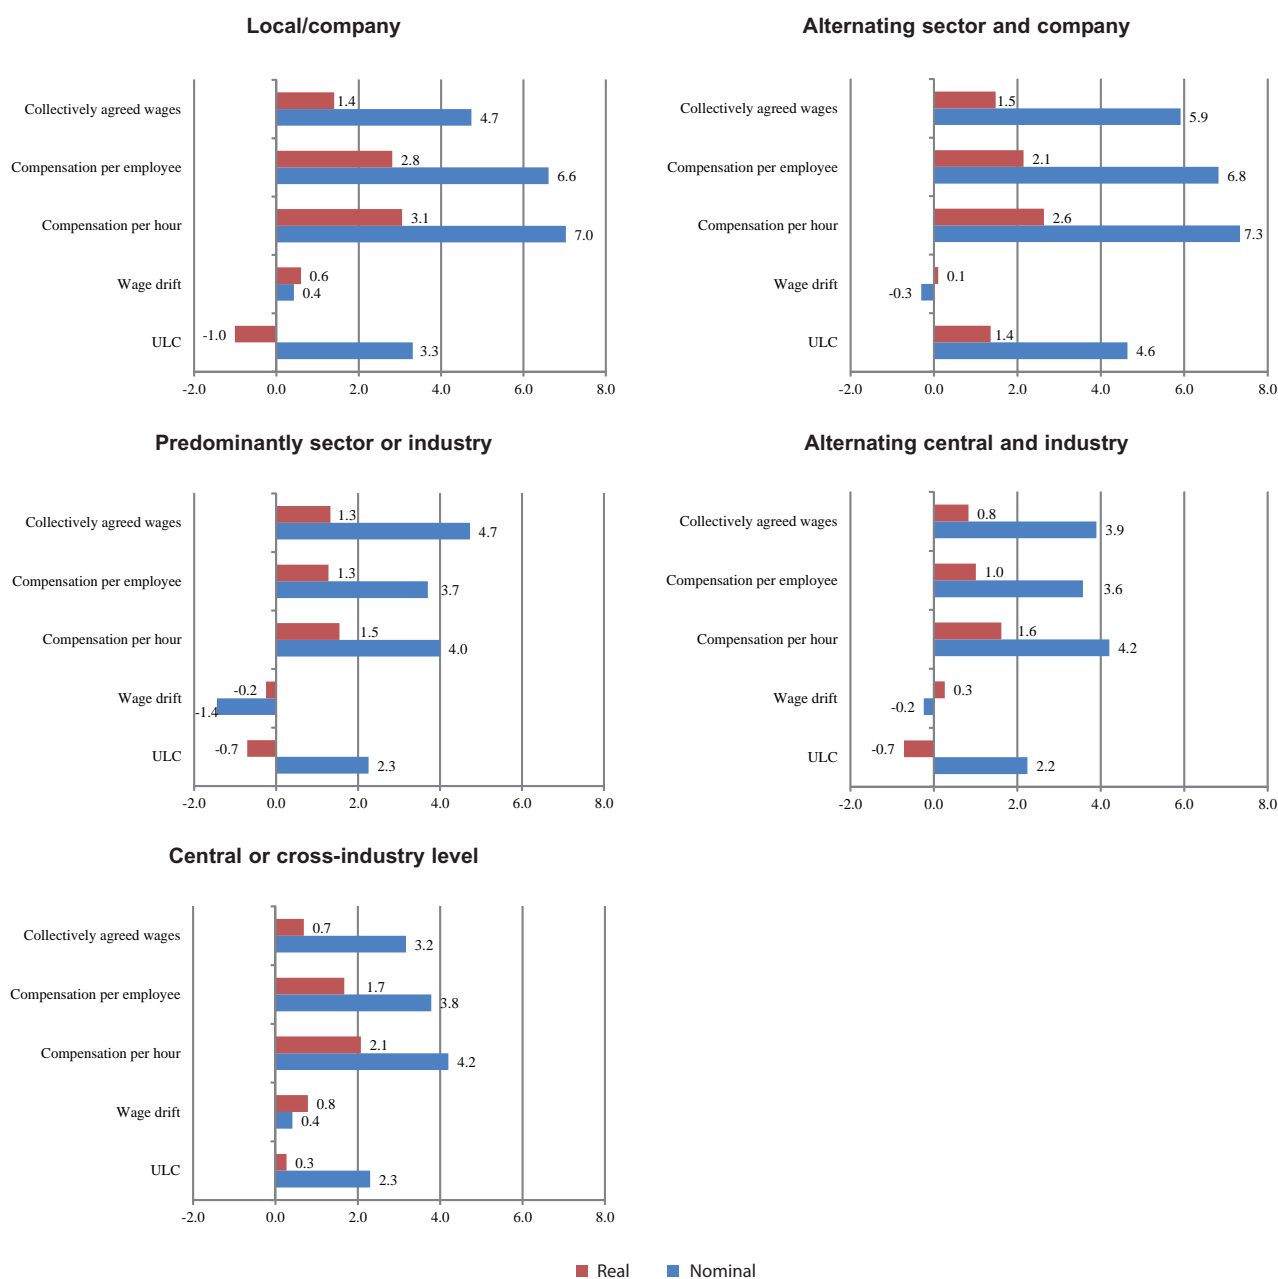 Local/company
Collectively agreed wages
1.4
4.7
Compensation per employee
2.8
6.6
Compensation per hour
3.1
7.0
Wage drift
0.6
0.4
ULC
-1.0
3.3
-2.0 0.0 2.0 4.0 6.0 8.0
Alternating sector and company
Collectively agreed wages
1.5
5.9
Compensation per employee
2.1
6.8
Compensation per hour
2.6
7.3
Wage drift
0.1
-0.3
ULC
1.4
4.6
-2.0 0.0 2.0 4.0 6.0 8.0
Predominantly sector or industry
Collectively agreed wages
1.3
4.7
Compensation per employee
1.3
3.7
Compensation per hour
1.5
4.0
Wage drift
-0.2
-1.4
ULC
-0.7
2.3
-2.0 0.0 2.0 4.0 6.0 8.0
Alternating central and industry
Collectively agreed wages
0.8
3.9
Compensation per employee
1.0
3.6
Compensation per hour
1.6
4.2
Wage drift
0.3
-0.2
ULC
-0.7
2.2
-2.0 0.0 2.0 4.0 6.0 8.0
Central or cross-industry level
Collectively agreed wages
0.7
3.2
Compensation per employee
1.7
3.8
Compensation per hour
2.1
4.2
Wage drift
0.8
0.4
ULC
0.3
2.3
-2.0 0.0 2.0 4.0 6.0 8.0
Real Nominal